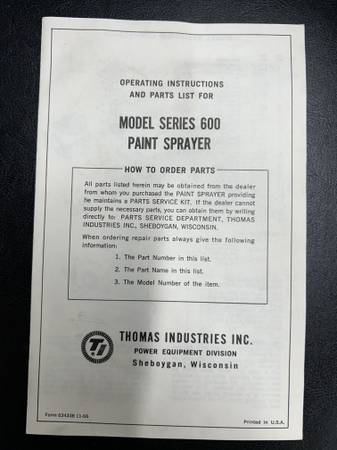 OPERATING INSTRUCTIONS
AND PARTS LIST FOR
MODEL SERIES 600
PAINT SPRAYER
HOW TO ORDER PARTS
All parts listed herein may be obtained from the dealer
from whom you purchased the PAINT SPRAYER providing
he maintains a PARTS SERVICE KIT. If the dealer cannot
supply the necessary parts, you can obtain them by writing
directly to: PARTS SERVICE DEPARTMENT, THOMAS
INDUSTRIES INC., SHEBOYGAN, WISCONSIN.
When ordering repair parts always give the following
information:
1. The Part Number in this list.
2. The Part Name in this list.
3. The Model Number of the item.
TI
THOMAS INDUSTRIES INC.
POWER EQUIPMENT DIVISION
Sheboygan, Wisconsin
Form 634338 11-66
Printed in U.S.A.